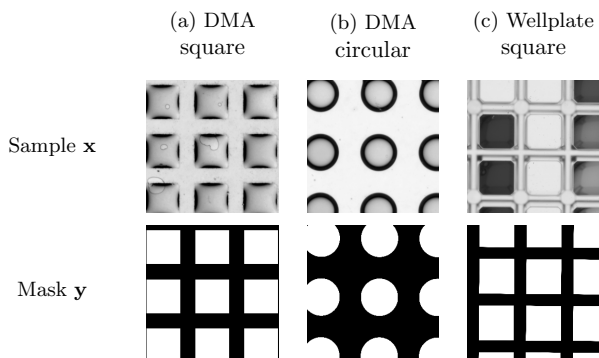 (a) DMA
square
(b) DMA
circular
(c) Wellplate
square
Sample x
Mask y